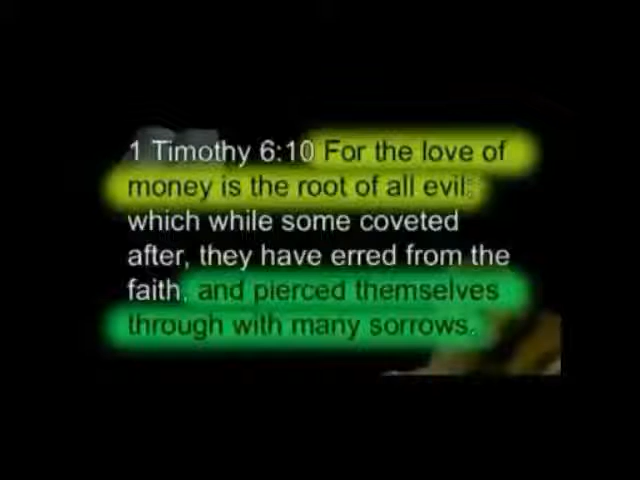 1 Timothy 6:10 For the love of
money is the root of all evil:
which while some coveted
after, they have erred from the
faith, and pierced themselves
through with many sorrows.